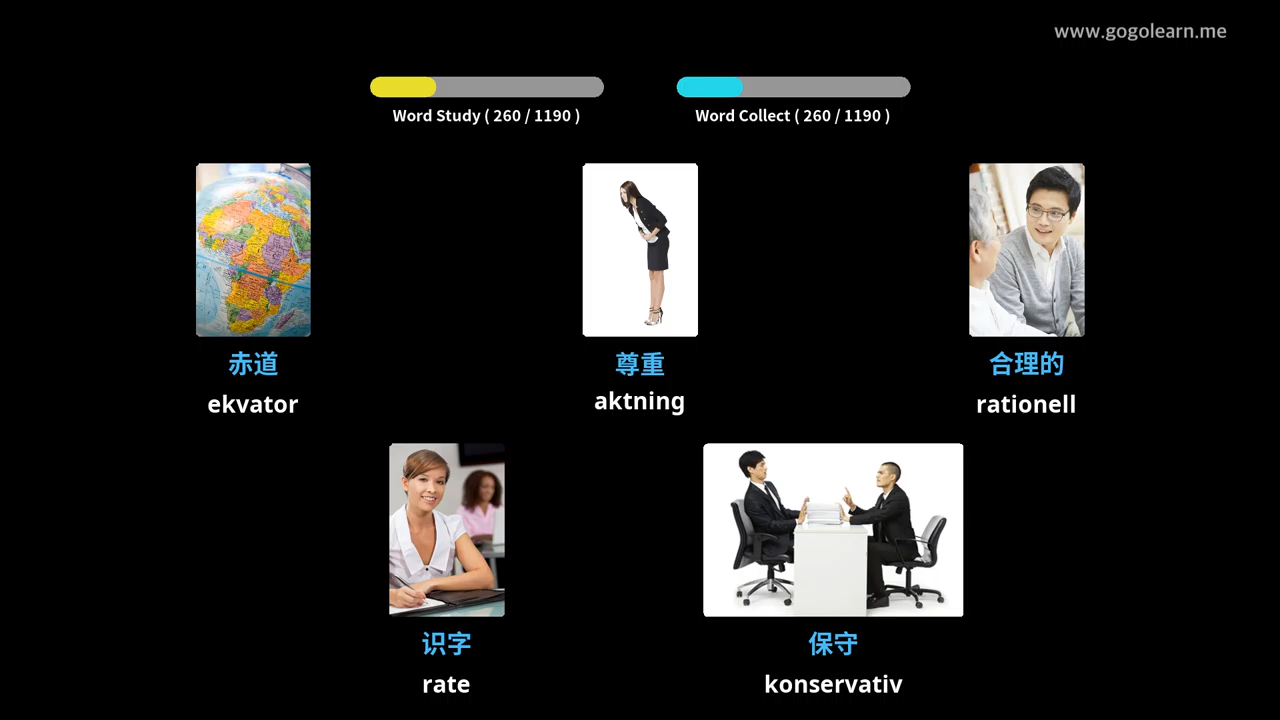 www.gogolearn.me
Word Study ( 260 / 1190 )
Word Collect ( 260 / 1190 )
赤道
ekvator
尊重
aktning
合理的
rationell
识字
rate
保守
konservativ